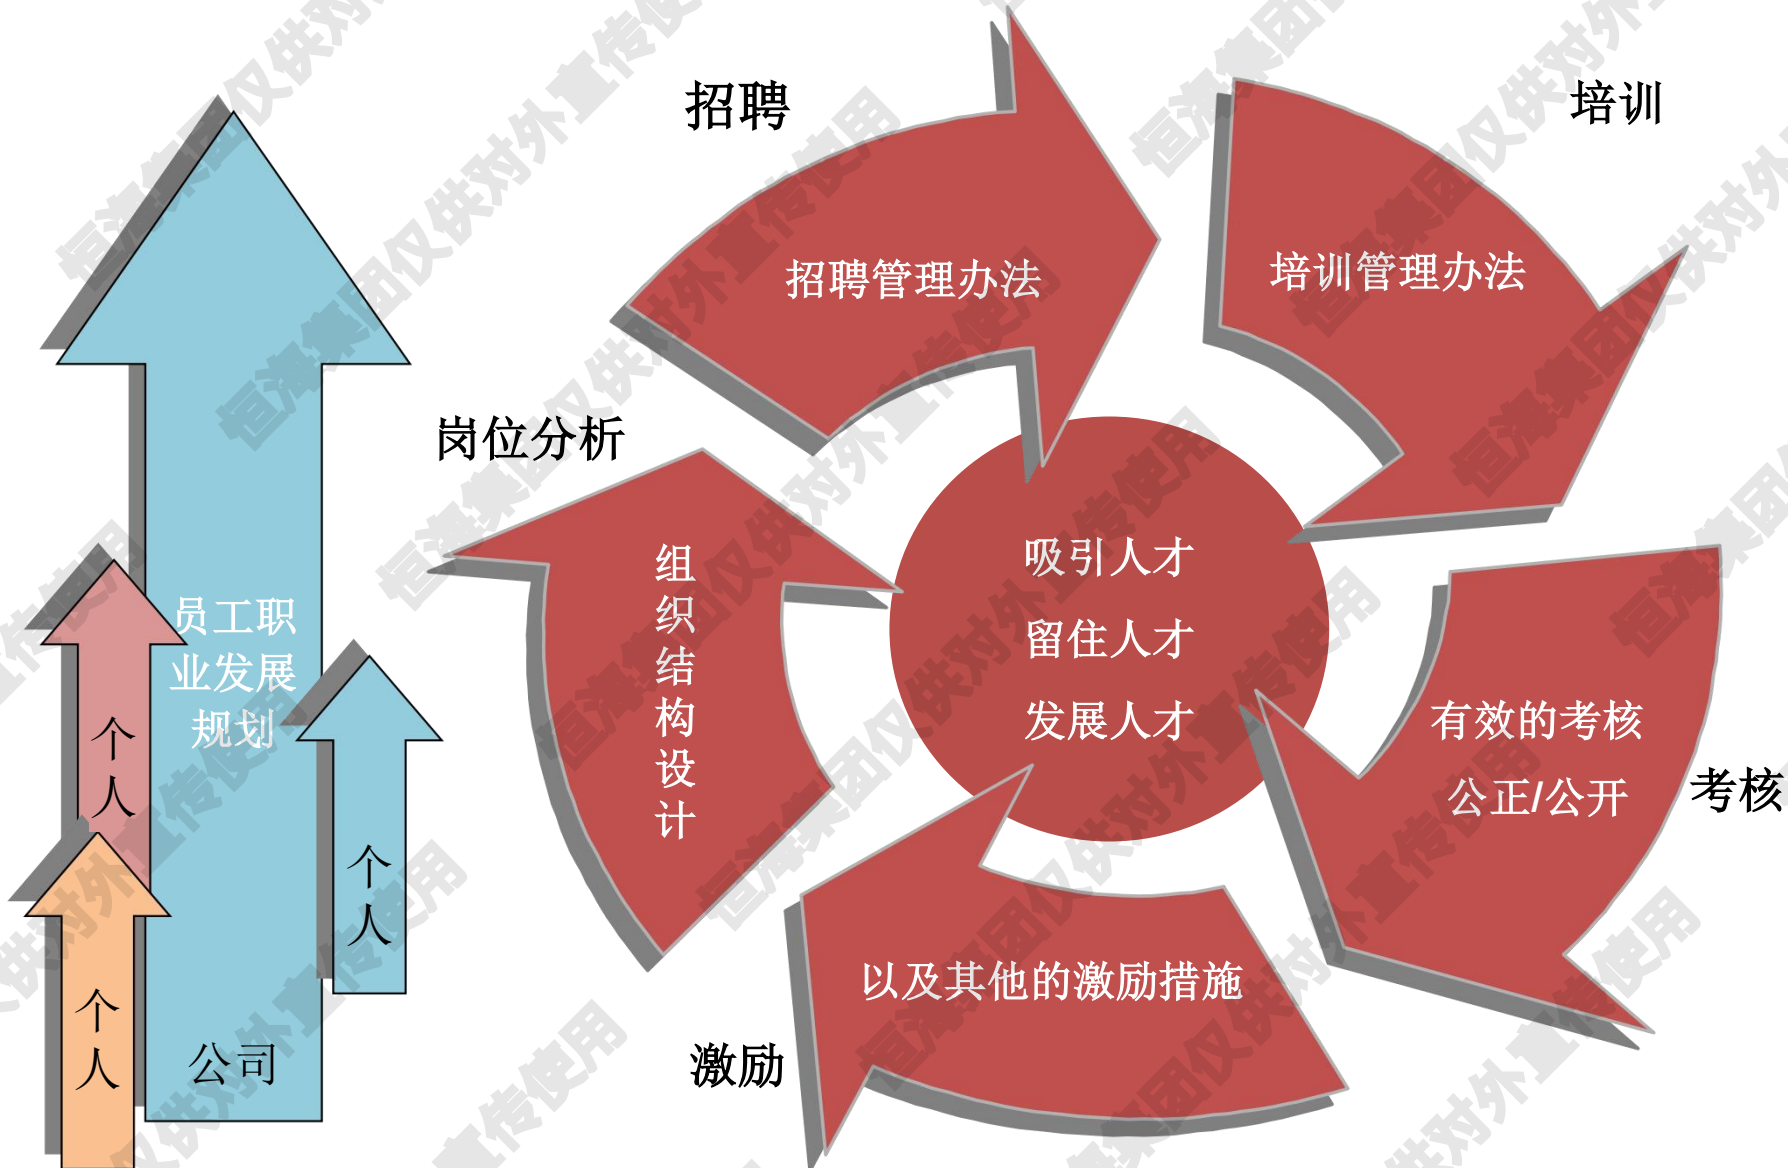 招聘
培训
招聘管理办法
培训管理办法
岗位分析
组织结构设计
吸引人才
留住人才
发展人才
有效的考核
公正/公开
考核
以及其他的激励措施
激励
员工职
业发展
规划
个人
个人
个人
公司